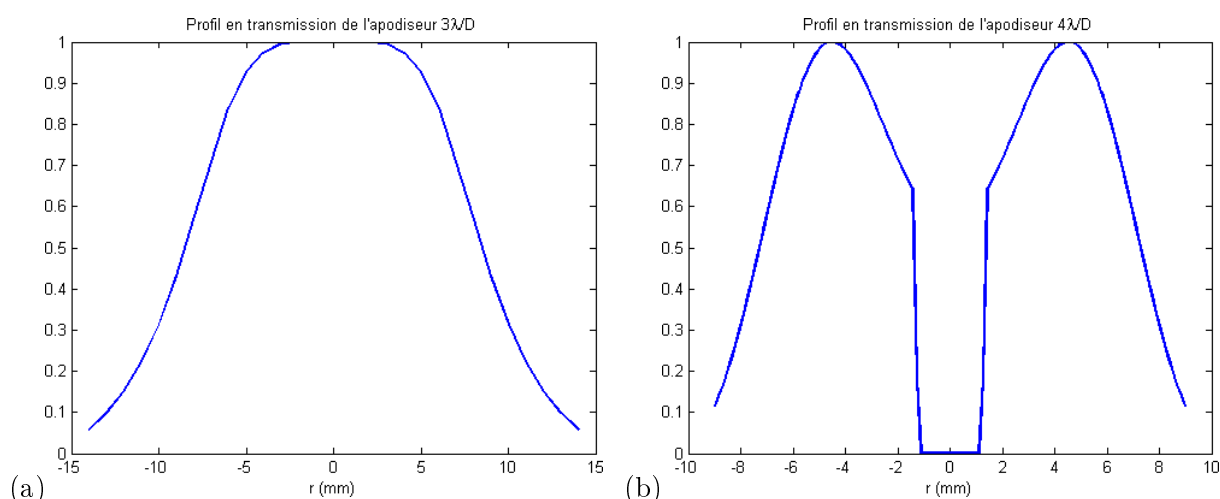 Profil en transmission de l'apodiseur 3λ/D
1
0.9
0.8
0.7
0.6
0.5
0.4
0.3
0.2
0.1
0
-15 -10 -5 0 5 10 15
r (mm)
(a)
Profil en transmission de l'apodiseur 4λ/D
1
0.9
0.8
0.7
0.6
0.5
0.4
0.3
0.2
0.1
0
-10 -8 -6 -4 -2 0 2 4 6 8 10
r (mm)
(b)